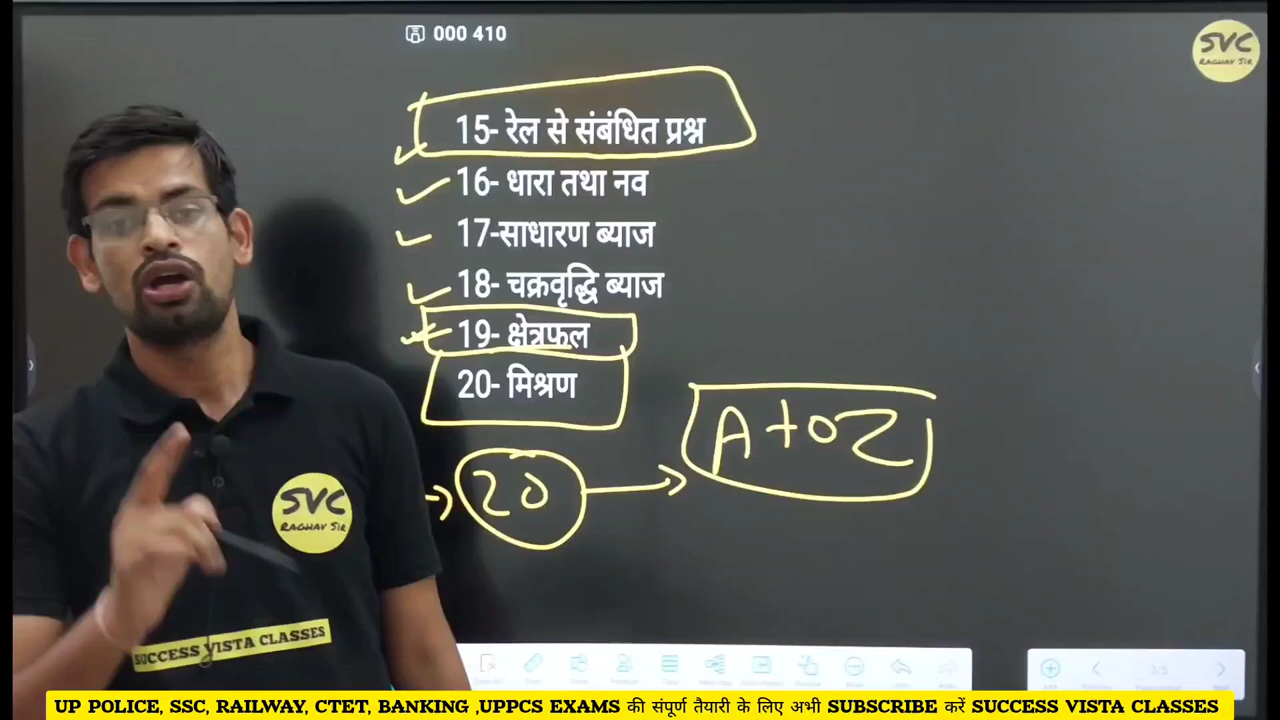 000 410
SVC
RAGHAV SIR
15- रेल से संबंधित प्रश्न
16- धारा तथा नव
17-साधारण ब्याज
18- चक्रवृद्धि ब्याज
19- क्षेत्रफल
20- मिश्रण
A to Z
20
SVC
RAGHAV SIR
SUCCESS VISTA CLASSES
UP POLICE, SSC, RAILWAY, CTET, BANKING ,UPPCS EXAMS की संपूर्ण तैयारी के लिए अभी SUBSCRIBE करें SUCCESS VISTA CLASSES